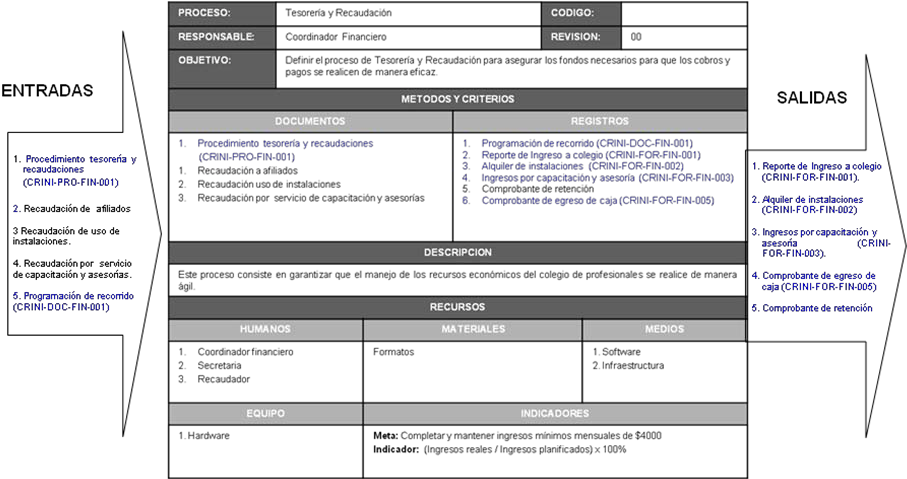 ENTRADAS
1. Procedimiento tesorería y
recaudaciones
(CRINI-PRO-FIN-001)
2. Recaudación de afiliados
3 Recaudación de uso de
instalaciones.
4. Recaudación por servicio
de capacitación y asesorías.
5. Programación de recorrido
(CRINI-DOC-FIN-001)
PROCESO: Tesorería y Recaudación CODIGO:
RESPONSABLE: Coordinador Financiero REVISION: 00
OBJETIVO: Definir el proceso de Tesorería y Recaudación para asegurar los fondos necesarios para que los cobros y
pagos se realicen de manera eficaz.
METODOS Y CRITERIOS
DOCUMENTOS
1. Procedimiento tesorería y recaudaciones
(CRINI-PRO-FIN-001)
1. Recaudación a afiliados
2. Recaudación uso de instalaciones
3. Recaudación por servicio de capacitación y asesorías
REGISTROS
1. Programación de recorrido (CRINI-DOC-FIN-001)
2. Reporte de Ingreso a colegio (CRINI-FOR-FIN-001)
3. Alquiler de instalaciones (CRINI-FOR-FIN-002)
4. Ingresos por capacitación y asesoría (CRINI-FOR-FIN-003)
5. Comprobante de retención
6. Comprobante de egreso de caja (CRINI-FOR-FIN-005)
DESCRIPCION
Este proceso consiste en garantizar que el manejo de los recursos económicos del colegio de profesionales se realice de manera
ágil.
RECURSOS
HUMANOS
1. Coordinador financiero
2. Secretaria
3. Recaudador
MATERIALES
Formatos
MEDIOS
1. Software
2. Infraestructura
EQUIPO
1. Hardware
INDICADORES
Meta: Completar y mantener ingresos mínimos mensuales de $4000
Indicador: (Ingresos reales / Ingresos planificados) x 100%
SALIDAS
1. Reporte de Ingreso a colegio
(CRINI-FOR-FIN-001).
2. Alquiler de instalaciones
(CRINI-FOR-FIN-002)
3. Ingresos por capacitación y
asesoría (CRINI-
FOR-FIN-003).
4. Comprobante de egreso de
caja (CRINI-FOR-FIN-005)
5. Comprobante de retención